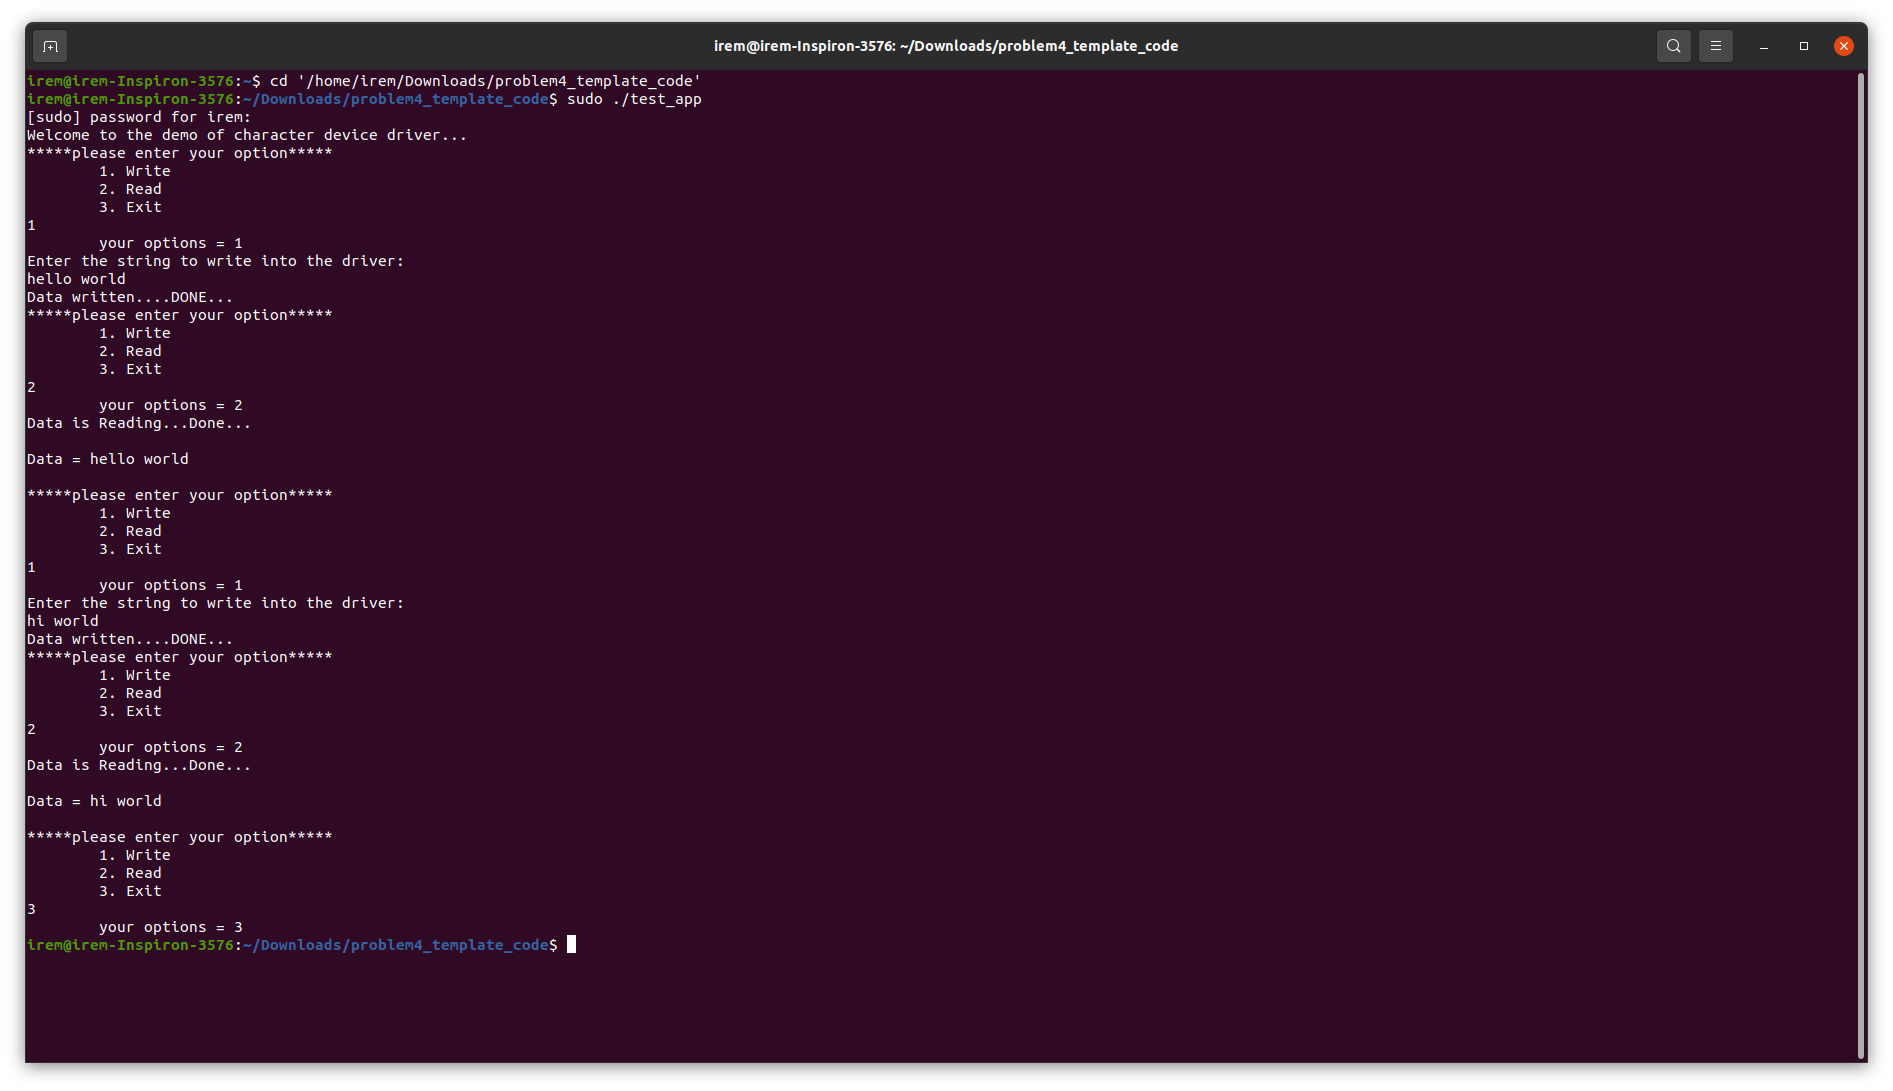 irem@irem-Inspiron-3576: ~/Downloads/problem4_template_code
irem@irem-Inspiron-3576:~$ cd '/home/irem/Downloads/problem4_template_code'
irem@irem-Inspiron-3576:~/Downloads/problem4_template_code$ sudo ./test_app
[sudo] password for irem:
Welcome to the demo of character device driver...
*****please enter your option*****
        1. Write
        2. Read
        3. Exit
1
        your options = 1
Enter the string to write into the driver:
hello world
Data written....DONE...
*****please enter your option*****
        1. Write
        2. Read
        3. Exit
2
        your options = 2
Data is Reading...Done...

Data = hello world

*****please enter your option*****
        1. Write
        2. Read
        3. Exit
1
        your options = 1
Enter the string to write into the driver:
hi world
Data written....DONE...
*****please enter your option*****
        1. Write
        2. Read
        3. Exit
2
        your options = 2
Data is Reading...Done...

Data = hi world

*****please enter your option*****
        1. Write
        2. Read
        3. Exit
3
        your options = 3
irem@irem-Inspiron-3576:~/Downloads/problem4_template_code$